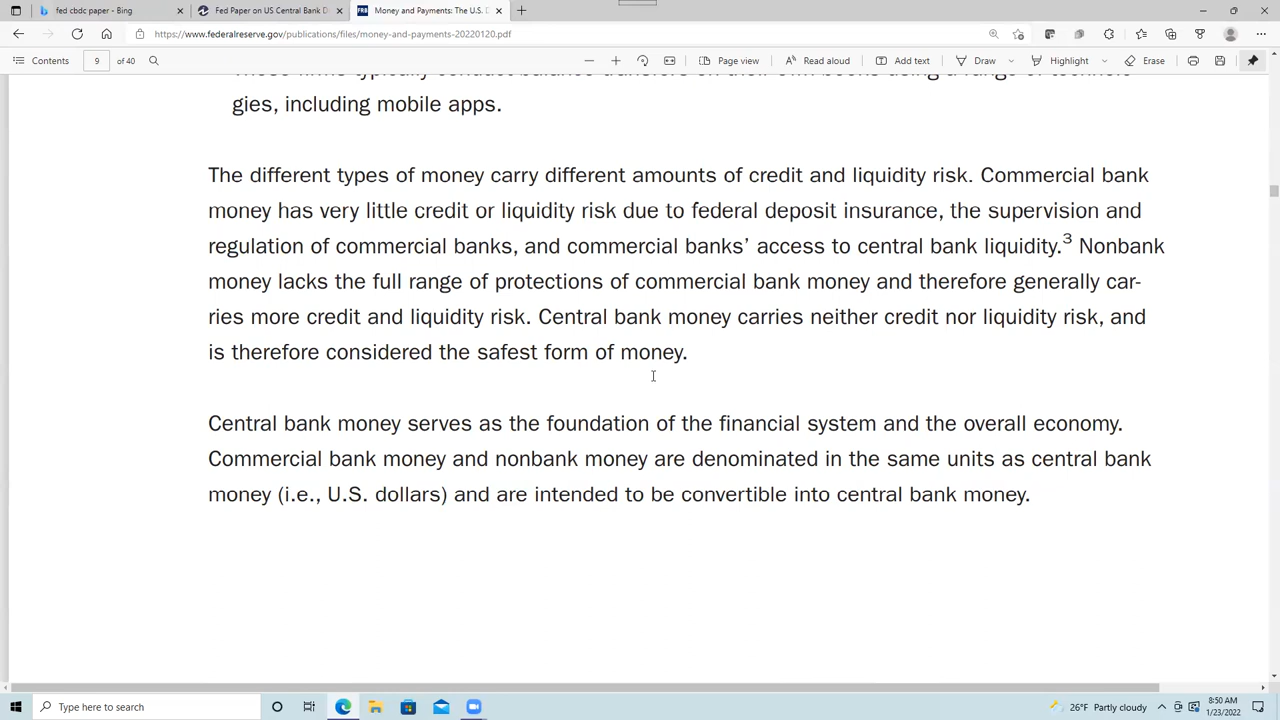 fed cbdc paper - Bing
Fed Paper on US Central Bank D
Money and Payments: The U.S. D
https://www.federalreserve.gov/publications/files/money-and-payments-20220120.pdf
Contents 9 of 40 Page view Read aloud Add text Draw Highlight Erase
gies, including mobile apps.
The different types of money carry different amounts of credit and liquidity risk. Commercial bank
money has very little credit or liquidity risk due to federal deposit insurance, the supervision and
regulation of commercial banks, and commercial banks’ access to central bank liquidity.3 Nonbank
money lacks the full range of protections of commercial bank money and therefore generally car-
ries more credit and liquidity risk. Central bank money carries neither credit nor liquidity risk, and
is therefore considered the safest form of money.
Central bank money serves as the foundation of the financial system and the overall economy.
Commercial bank money and nonbank money are denominated in the same units as central bank
money (i.e., U.S. dollars) and are intended to be convertible into central bank money.
Type here to search
26°F Partly cloudy
8:50 AM
1/23/2022